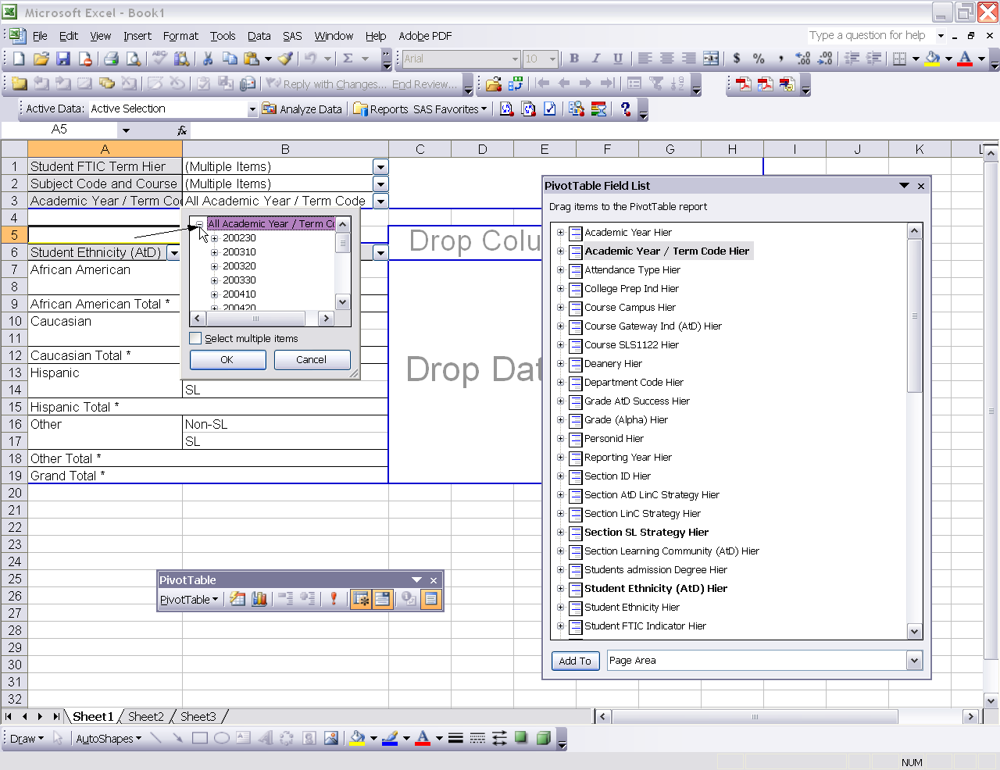 Microsoft Excel - Book1
File Edit View Insert Format Tools Data SAS Window Help Adobe PDF
Type a question for help
Arial 10 B I U $ % , .00
Reply with Changes... End Review...
Active Data: Active Selection Analyze Data Reports SAS Favorites
A5 fx
A B C D E F G H I J K L
1 Student FTIC Term Hier (Multiple Items)
2 Subject Code and Course (Multiple Items)
3 Academic Year / Term Co All Academic Year / Term Code
4
5 Drop Colu
6 Student Ethnicity (AtD)
7 African American
8
9 African American Total *
10 Caucasian
11
12 Caucasian Total *
13 Hispanic
14 SL
15 Hispanic Total *
16 Other Non-SL
17 SL
18 Other Total *
19 Grand Total *
20
21
22
23
24
25
26
27
28
29
30
31
32
Drop Dat
All Academic Year / Term Co
200230
200310
200320
200330
200410
200420
Select multiple items
OK Cancel
PivotTable Field List
Drag items to the PivotTable report
Academic Year Hier
Academic Year / Term Code Hier
Attendance Type Hier
College Prep Ind Hier
Course Campus Hier
Course Gateway Ind (AtD) Hier
Course SLS1122 Hier
Deanery Hier
Department Code Hier
Grade AtD Success Hier
Grade (Alpha) Hier
Personid Hier
Reporting Year Hier
Section ID Hier
Section AtD LinC Strategy Hier
Section LinC Strategy Hier
Section SL Strategy Hier
Section Learning Community (AtD) Hier
Students admission Degree Hier
Student Ethnicity (AtD) Hier
Student Ethnicity Hier
Student FTIC Indicator Hier
Add To Page Area
PivotTable
PivotTable
Sheet1 Sheet2 Sheet3
Draw AutoShapes
NUM